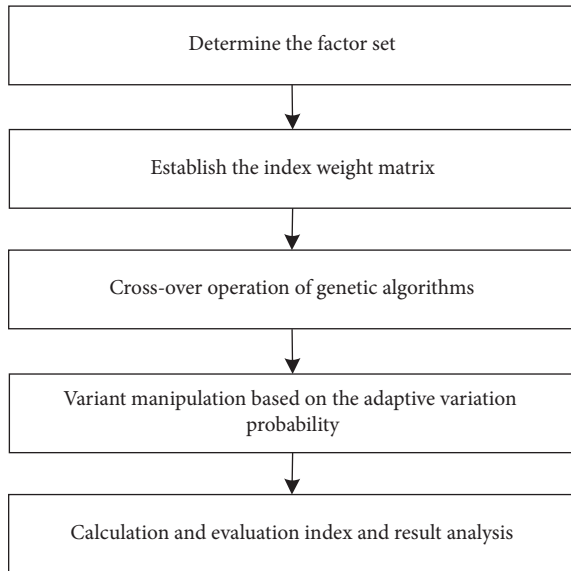 Determine the factor set
Establish the index weight matrix
Cross-over operation of genetic algorithms
Variant manipulation based on the adaptive variation
probability
Calculation and evaluation index and result analysis